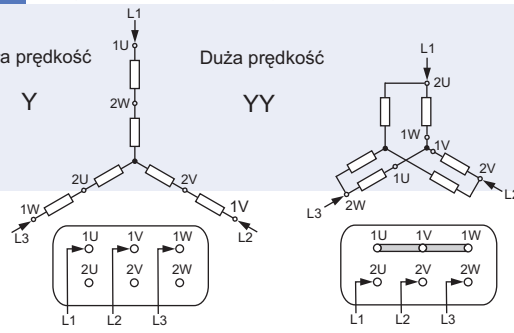 L1
1U
a prędkość
Y
2W
2U
2V
1W
1V
L3
L2
1U 1V 1W
2U 2V 2W
L1 L2 L3
Duża prędkość
YY
L1
2U
1W
1V
2V
1U
L2
L3
2W
1U 1V 1W
2U 2V 2W
L1 L2 L3